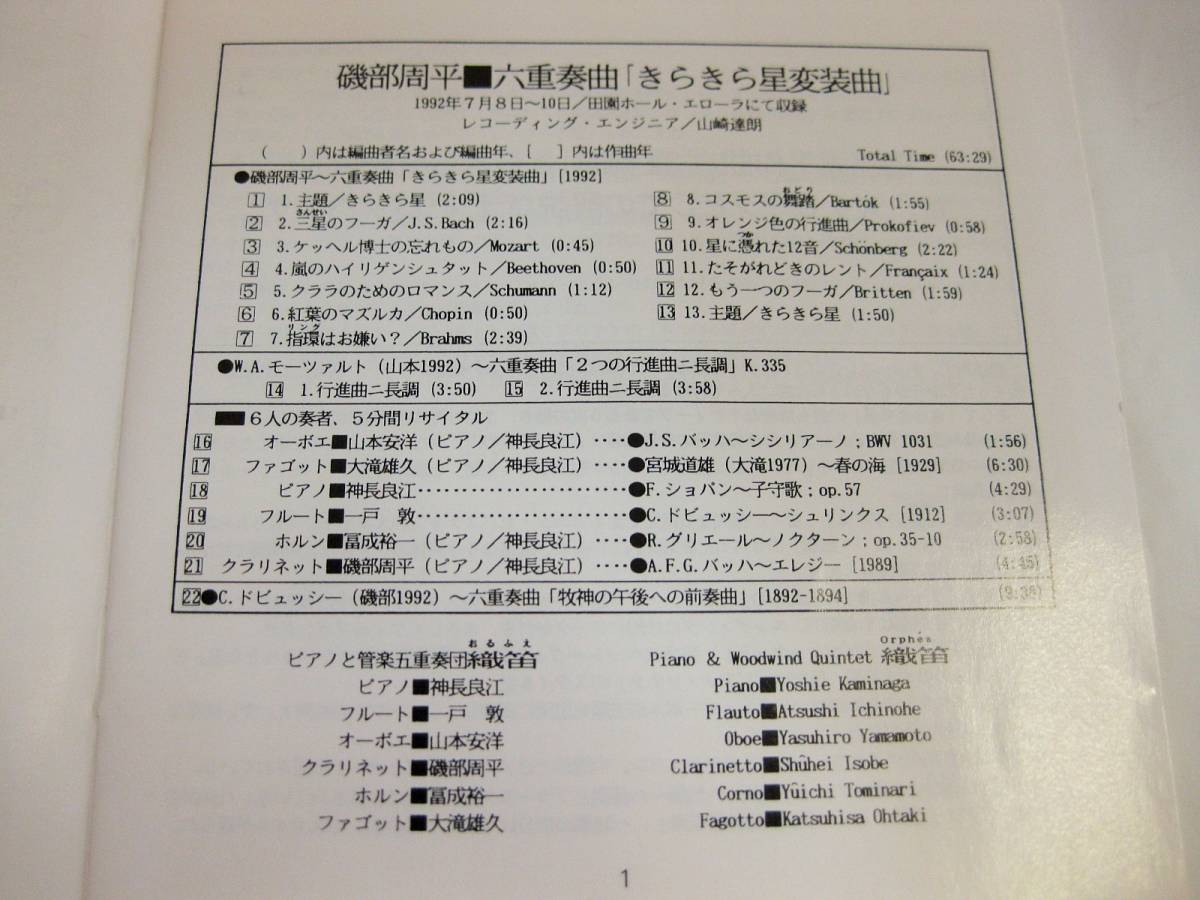 磯部周平■六重奏曲「きらきら星変装曲」
1992年7月8日〜10日/田園ホール・エローラにて収録
レコーディング・エンジニア/山崎達朗
(　)内は編曲者名および編曲年、[　]内は作曲年 Total Time (63:29)
●磯部周平〜六重奏曲「きらきら星変装曲」[1992]
1 1.主題/きらきら星 (2:09)
さんせい
2 2.三星のフーガ/J.S.Bach (2:16)
3 3.ケッヘル博士の忘れもの/Mozart (0:45)
4 4.嵐のハイリゲンシュタット/Beethoven (0:50)
5 5.クララのためのロマンス/Schumann (1:12)
6 6.紅葉のマズルカ/Chopin (0:50)
リング
7 7.指環はお嫌い?/Brahms (2:39)
おどり
8 8.コスモスの舞踏/Bartók (1:55)
9 9.オレンジ色の行進曲/Prokofiev (0:58)
つか
10 10.星に憑れた12音/Schönberg (2:22)
11 11.たそがれどきのレント/Françaix (1:24)
12 12.もう一つのフーガ/Britten (1:59)
13 13.主題/きらきら星 (1:50)
●W.A.モーツァルト(山本1992)〜六重奏曲「2つの行進曲ニ長調」K.335
14 1.行進曲ニ長調 (3:50) 15 2.行進曲ニ長調 (3:58)
■6人の奏者、5分間リサイタル
16 オーボエ■山本安洋(ピアノ/神長良江)‥‥●J.S.バッハ〜シシリアーノ;BWV 1031 (1:56)
17 ファゴット■大滝雄久(ピアノ/神長良江)‥‥●宮城道雄(大滝1977)〜春の海 [1929] (6:30)
18 ピアノ■神長良江‥‥‥‥‥‥‥‥‥‥‥●F.ショパン〜子守歌;op.57 (4:29)
19 フルート■一戸 敦‥‥‥‥‥‥‥‥‥‥‥●C.ドビュッシー〜シュリンクス [1912] (3:07)
20 ホルン■冨成裕一(ピアノ/神長良江)‥‥●R.グリエール〜ノクターン;op.35-10 (2:58)
21 クラリネット■磯部周平(ピアノ/神長良江)‥‥●A.F.G.バッハ〜エレジー [1989] (4:45)
22●C.ドビュッシー(磯部1992)〜六重奏曲「牧神の午後への前奏曲」[1892-1894] (9:38)
おるふえ
ピアノと管楽五重奏団織笛
ピアノ■神長良江
フルート■一戸 敦
オーボエ■山本安洋
クラリネット■磯部周平
ホルン■冨成裕一
ファゴット■大滝雄久
Orphée
Piano & Woodwind Quintet 織笛
Piano■Yoshie Kaminaga
Flauto■Atsushi Ichinohe
Oboe■Yasuhiro Yamamoto
Clarinetto■Shûhei Isobe
Corno■Yûichi Tominari
Fagotto■Katsuhisa Ohtaki
1